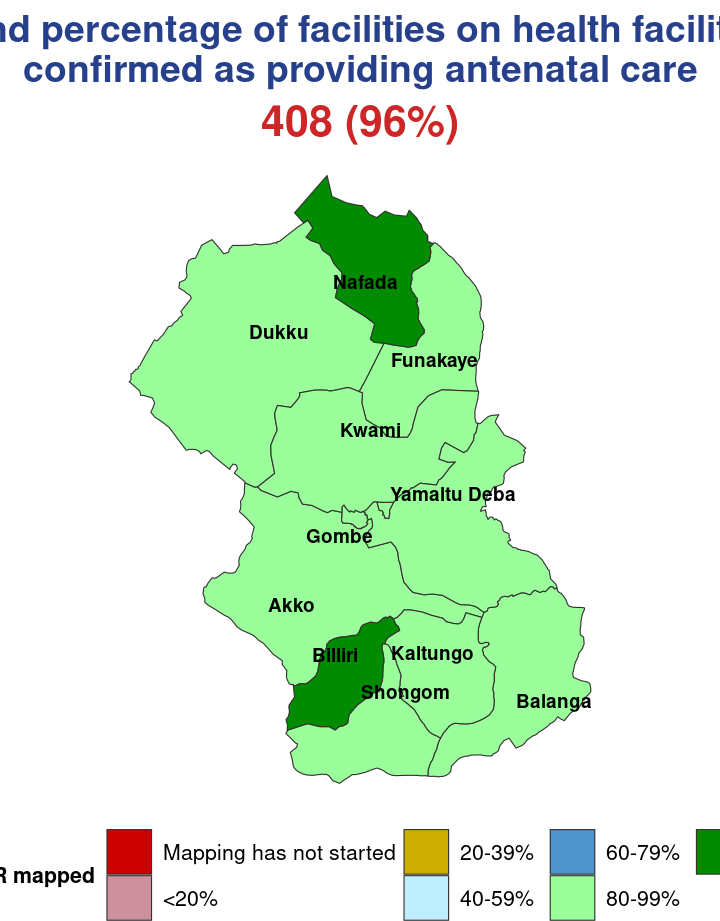 percentage of facilities on health
confirmed as providing antenatal care
408 (96%)
Nafada
Dukku
Funakaye
Kwami
Yamaltu Deba
Gombe
Akko
Billiri
Kaltungo
Shongom
Balanga
R mapped
Mapping has not started
20-39%
60-79%
<20%
40-59%
80-99%